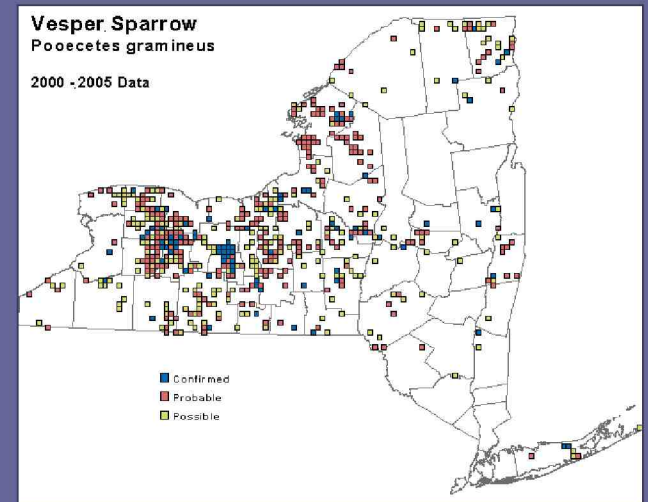 Vesper Sparrow
Pooecetes gramineus
2000 - 2005 Data
Confirmed
Probable
Possible